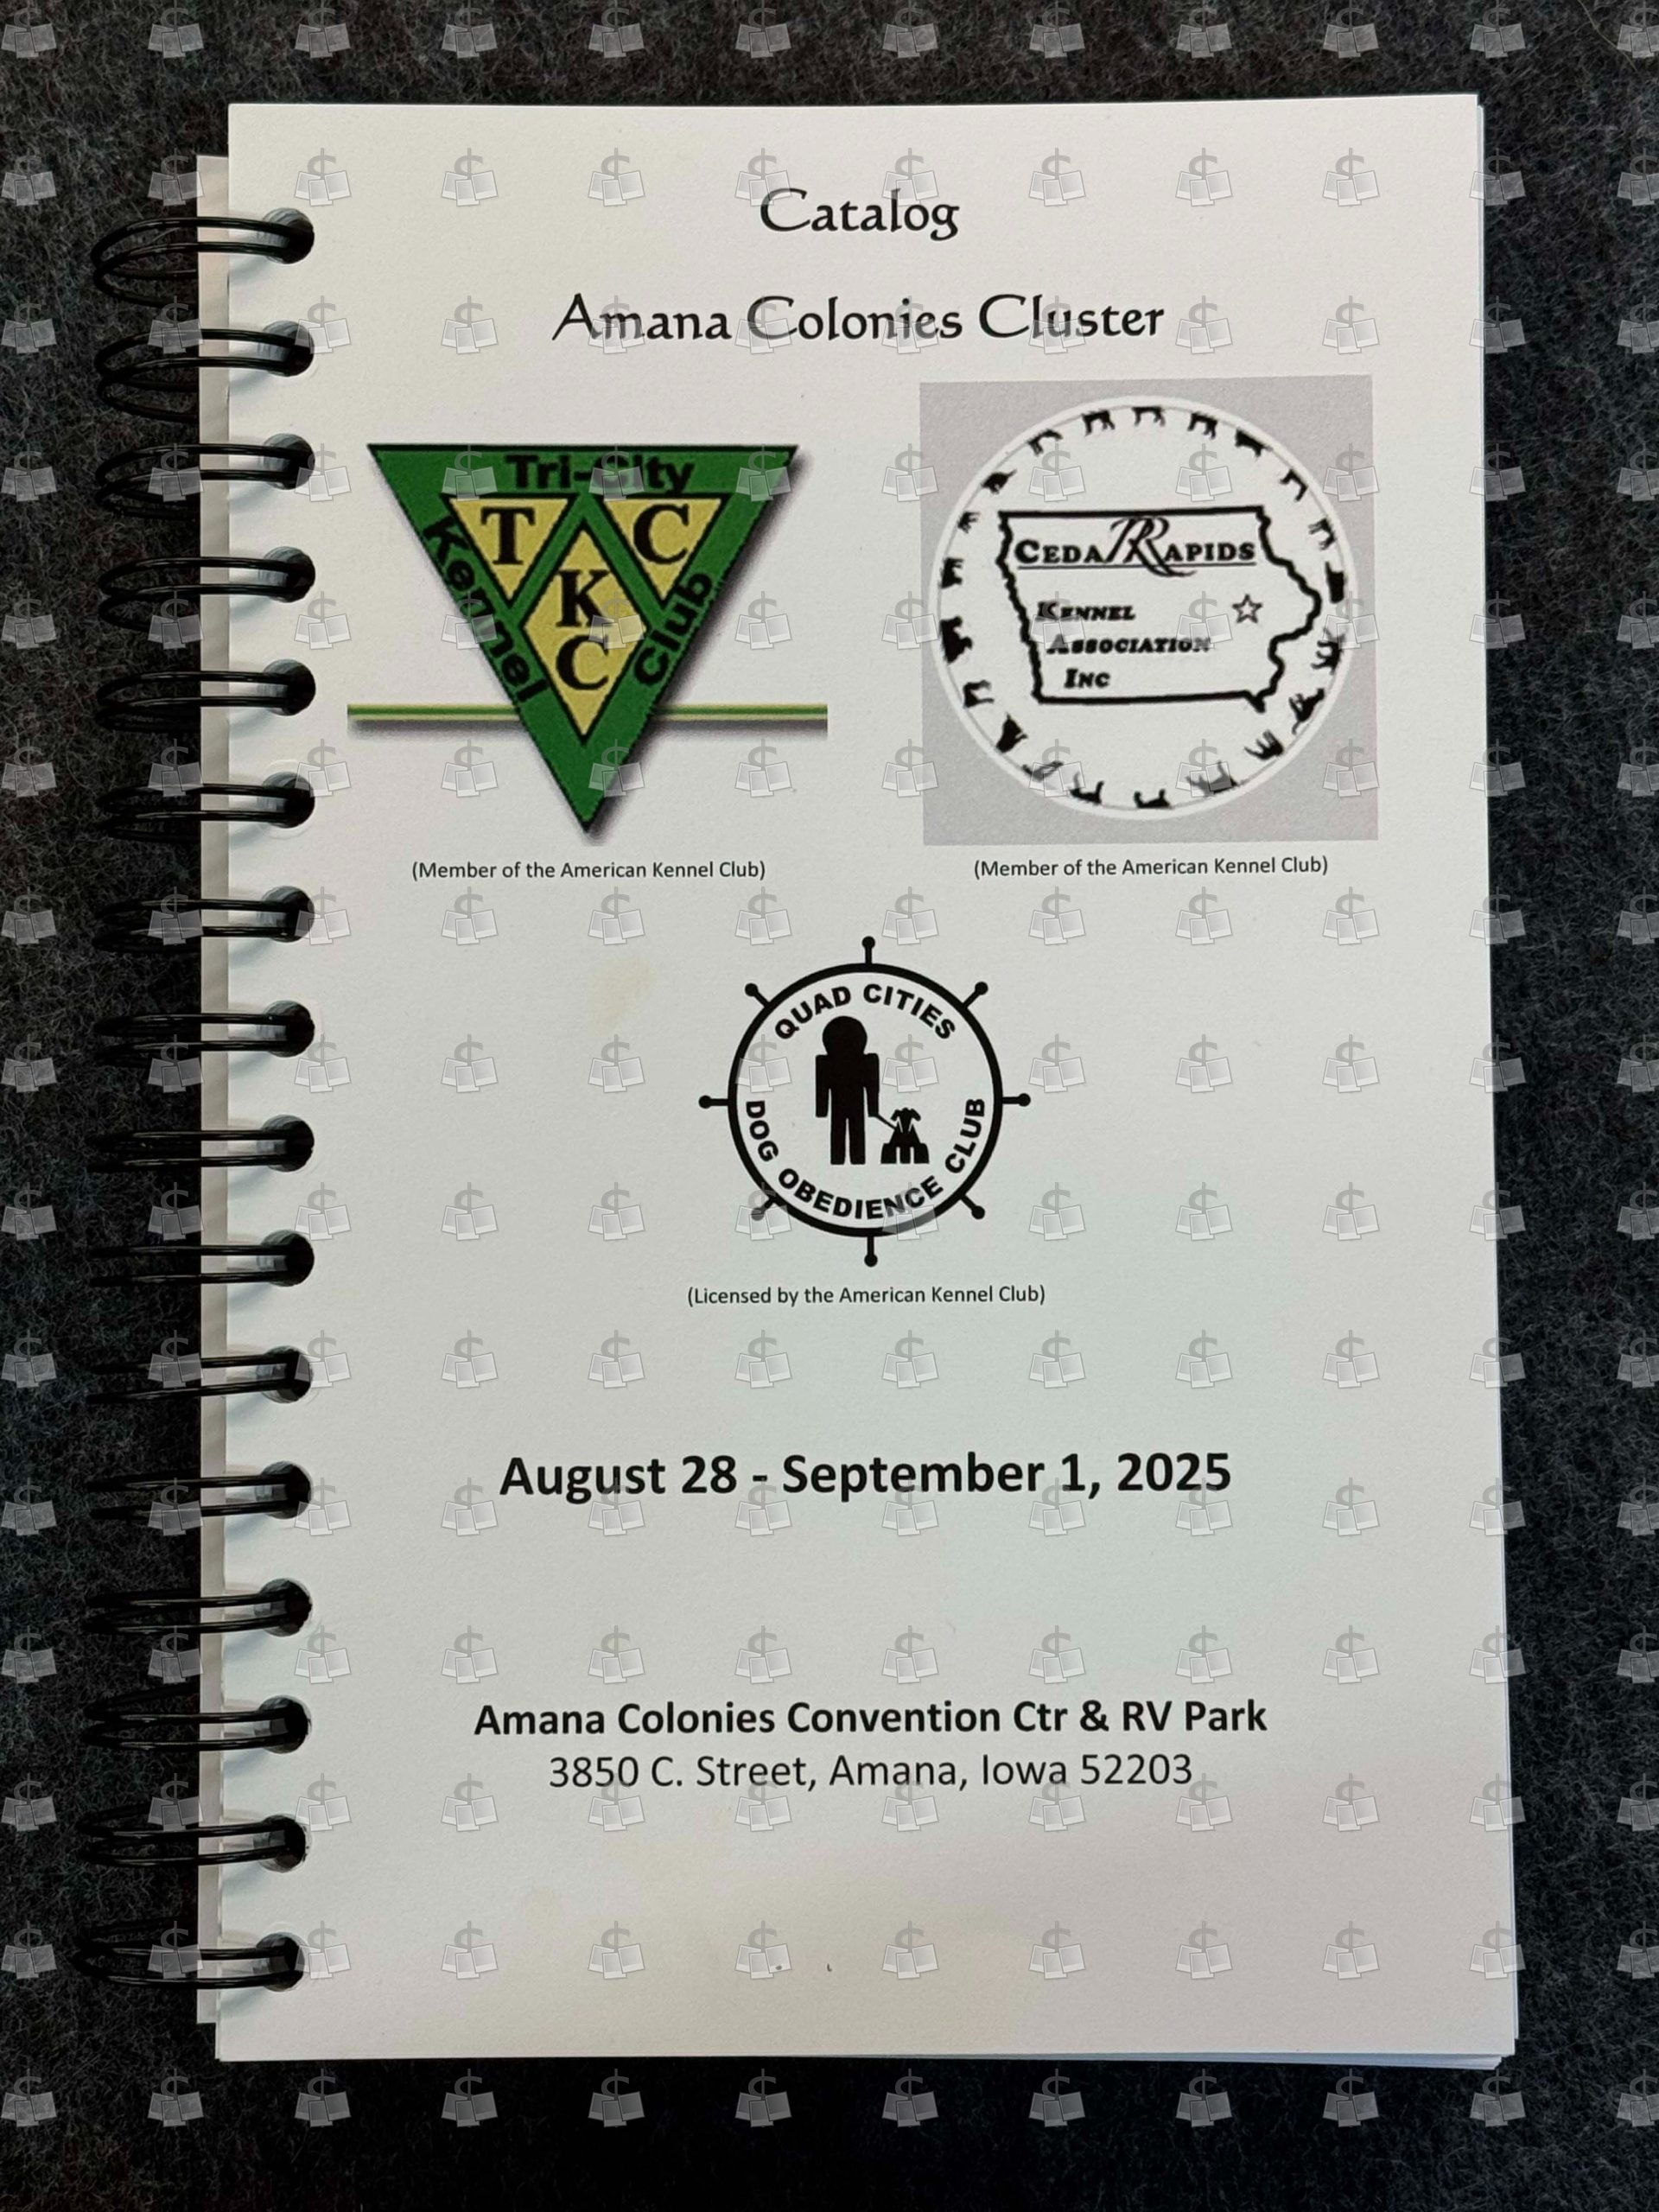 Catalog
Amana Colonies Cluster
Tri-City
Kennel
Club
T
C
K
C
CEDARRAPIDS
KENNEL
ASSOCIATION
INC
(Member of the American Kennel Club)
(Member of the American Kennel Club)
QUAD CITIES
DOG OBEDIENCE CLUB
(Licensed by the American Kennel Club)
August 28 - September 1, 2025
Amana Colonies Convention Ctr & RV Park
3850 C. Street, Amana, Iowa 52203